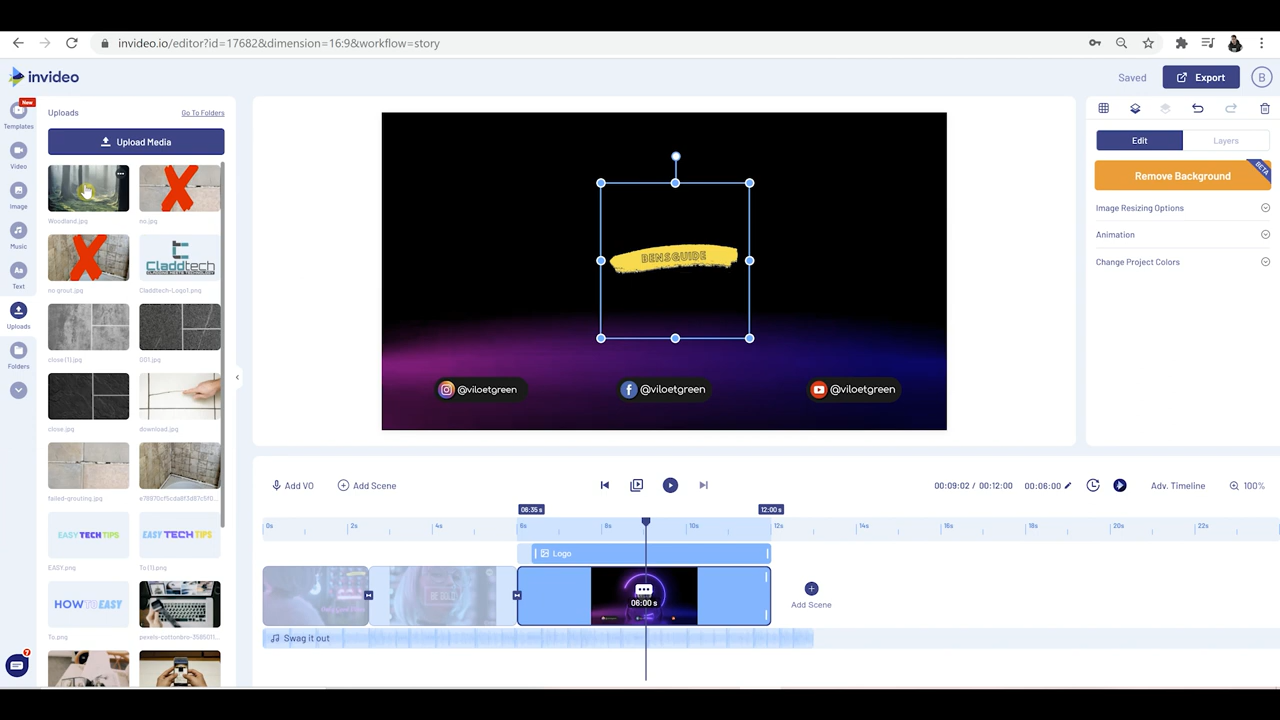 invideo.io/editor?id=17682&dimension=16:9&workflow=story
invideo
Saved
Export
B
New
Templates
Video
Image
Music
Text
Aa
Uploads
Folders
7
Uploads
Go To Folders
Upload Media
Woodland.jpg
no.jpg
no grout.jpg
Claddtech
Claddtech-Logo1.png
close (1).jpg
001.jpg
close.jpg
download.jpg
failed-grouting.jpg
EASY TECH TIPS
EASY TECH TIPS
EASY.png
To (1).png
HOW TO EASY
To.png
BENSGUIDE
@viloetgreen
@viloetgreen
@viloetgreen
Edit
Layers
Remove Background
BETA
Image Resizing Options
Animation
Change Project Colors
Add VO
Add Scene
00:09:02 / 00:12:00
00:06:00
Adv. Timeline
100%
06:35 s
12:00 s
0s
2s
4s
6s
8s
10s
12s
14s
16s
18s
20s
22s
Logo
06:00 s
Add Scene
Swag it out